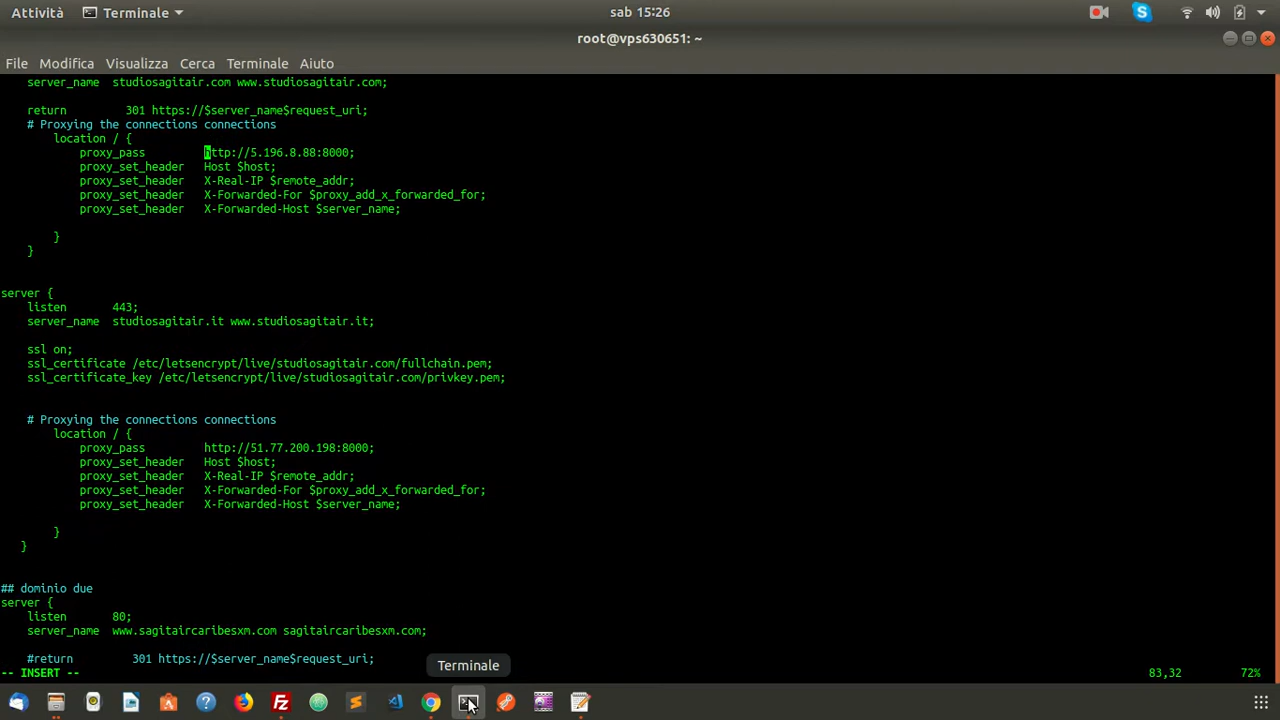 Attività
Terminale
sab 15:26
root@vps630651: ~
File Modifica Visualizza Cerca Terminale Aiuto
server_name studiosagitair.com www.studiosagitair.com;
return 301 https://$server_name$request_uri;
# Proxying the connections connections
location / {
proxy_pass http://5.196.8.88:8000;
proxy_set_header Host $host;
proxy_set_header X-Real-IP $remote_addr;
proxy_set_header X-Forwarded-For $proxy_add_x_forwarded_for;
proxy_set_header X-Forwarded-Host $server_name;
}
}
server {
listen 443;
server_name studiosagitair.it www.studiosagitair.it;
ssl on;
ssl_certificate /etc/letsencrypt/live/studiosagitair.com/fullchain.pem;
ssl_certificate_key /etc/letsencrypt/live/studiosagitair.com/privkey.pem;
# Proxying the connections connections
location / {
proxy_pass http://51.77.200.198:8000;
proxy_set_header Host $host;
proxy_set_header X-Real-IP $remote_addr;
proxy_set_header X-Forwarded-For $proxy_add_x_forwarded_for;
proxy_set_header X-Forwarded-Host $server_name;
}
}
## dominio due
server {
listen 80;
server_name www.sagitaircaribesxm.com sagitaircaribesxm.com;
#return 301 https://$server_name$request_uri;
-- INSERT -- 83,32 72%
Terminale